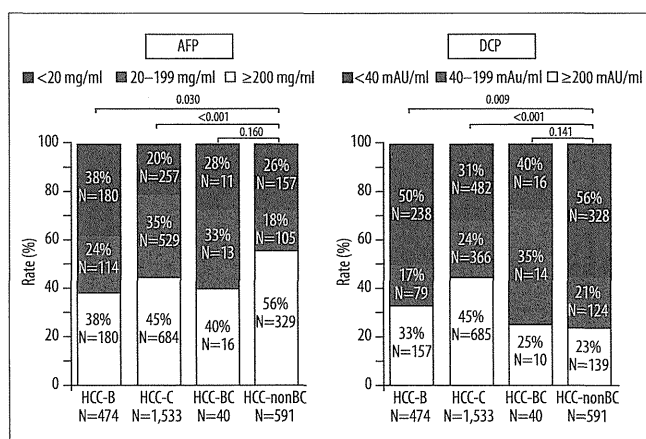 AFP
<20 mg/ml 20–199 mg/ml ≥200 mg/ml
0.030
<0.001
0.160
Rate (%)
100
80
60
40
20
0
38%
N=180
24%
N=114
38%
N=180
20%
N=257
35%
N=529
45%
N=684
28%
N=11
33%
N=13
40%
N=16
26%
N=157
18%
N=105
56%
N=329
HCC-B
N=474
HCC-C
N=1,533
HCC-BC
N=40
HCC-nonBC
N=591
DCP
<40 mAU/ml 40–199 mAu/ml ≥200 mAU/ml
0.009
<0.001
0.141
Rate (%)
100
80
60
40
20
0
50%
N=238
17%
N=79
33%
N=157
31%
N=482
24%
N=366
45%
N=685
40%
N=16
35%
N=14
25%
N=10
56%
N=328
21%
N=124
23%
N=139
HCC-B
N=474
HCC-C
N=1,533
HCC-BC
N=40
HCC-nonBC
N=591